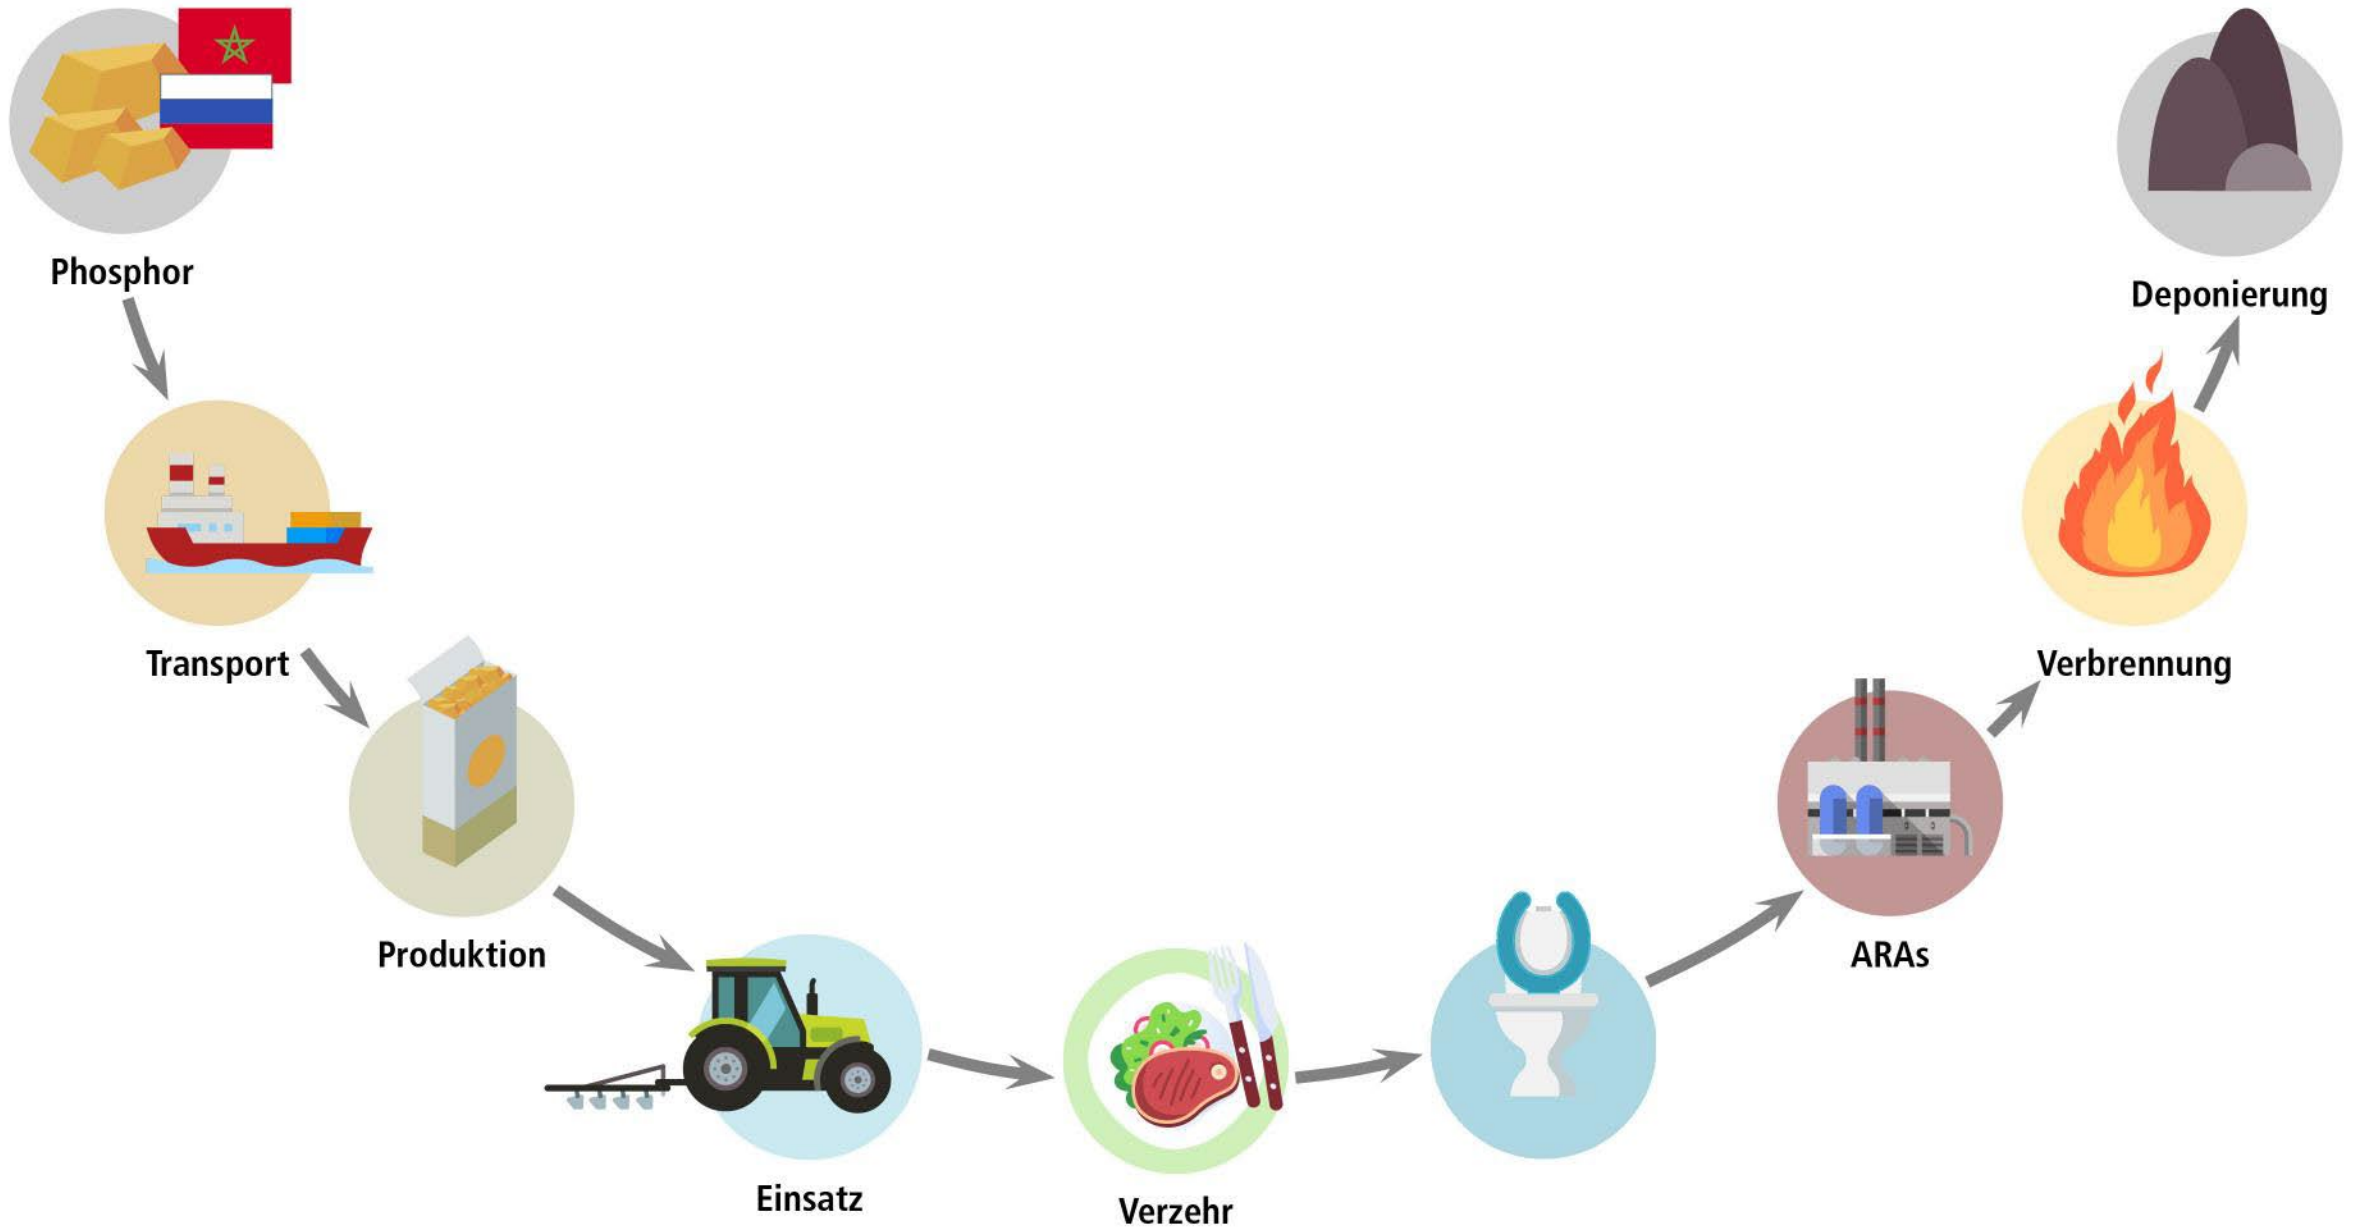 Phosphor
Transport
Produktion
Einsatz
Verzehr
ARAs
Verbrennung
Deponierung